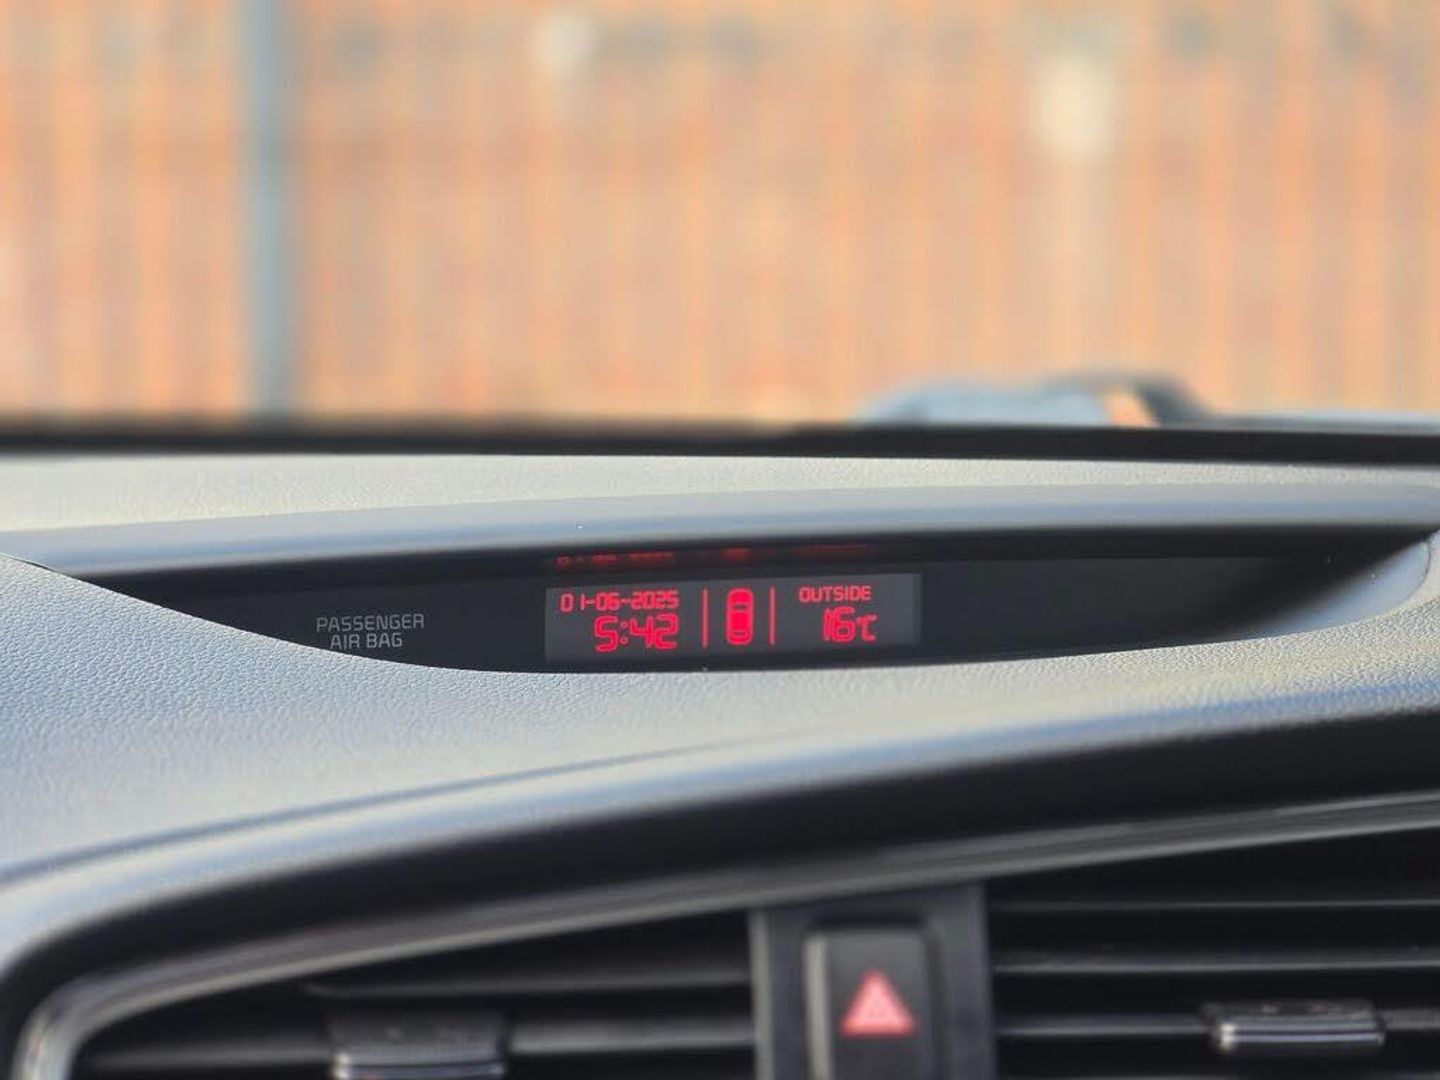 PASSENGER
AIR BAG
01-06-2025
5:42
OUTSIDE
16°C